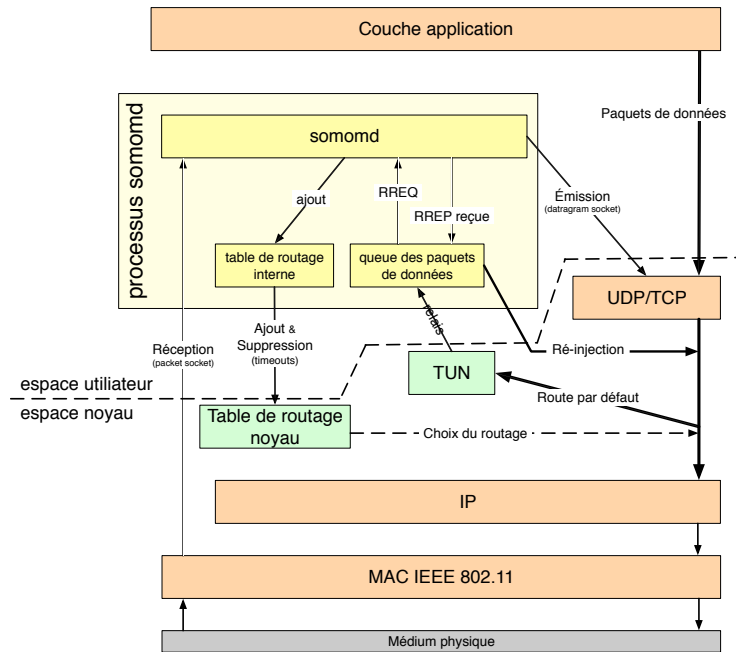 Couche application
Paquets de données
processus somomd
somomd
ajout
RREQ
RREP reçue
Émission
(datragram socket)
table de routage
interne
queue des paquets
de données
UDP/TCP
relais
Ajout &
Suppression
(timeouts)
Réception
(packet socket)
Ré-injection
TUN
espace utiliateur
espace noyau
Route par défaut
Table de routage
noyau
Choix du routage
IP
MAC IEEE 802.11
Médium physique